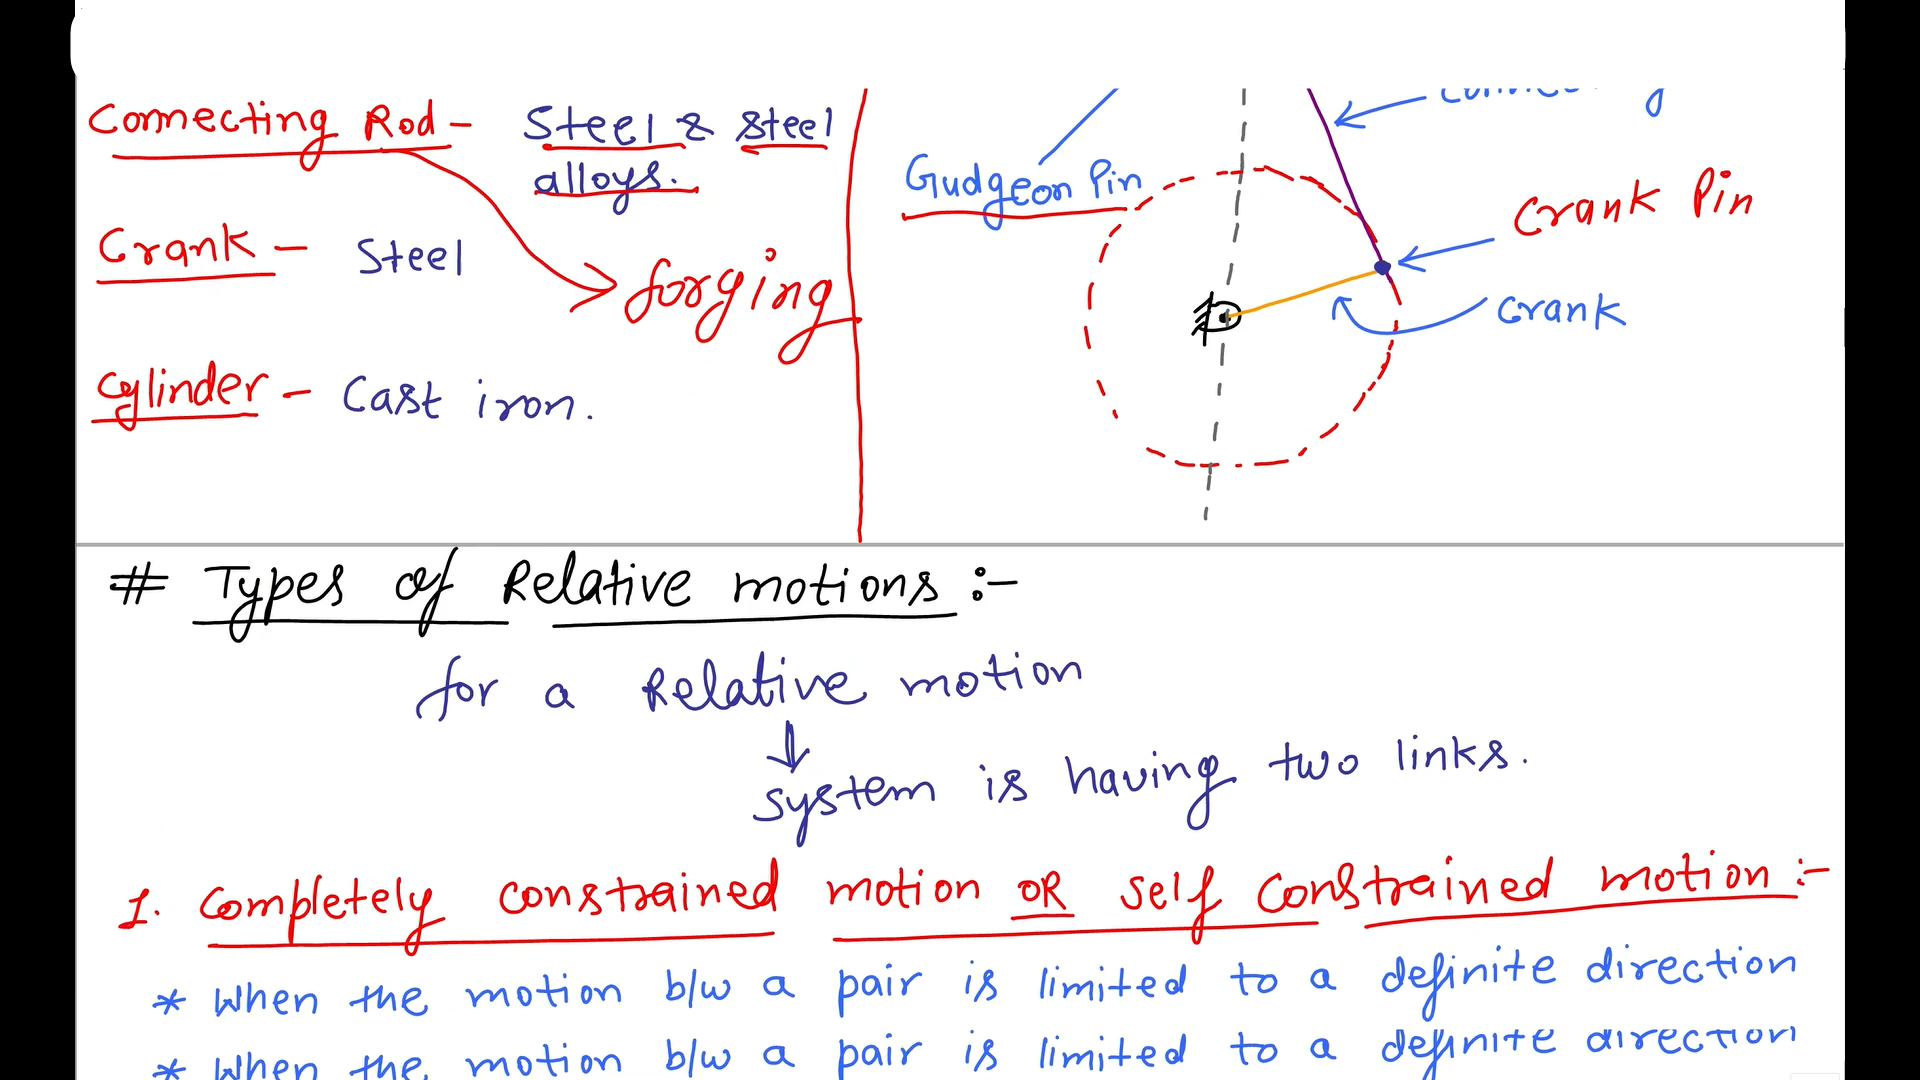 Connecting Rod - Steel & steel
alloys.
Crank - Steel
forging
Cylinder - Cast iron.
Gudgeon Pin
Crank Pin
Crank
# Types of Relative motions :-
for a Relative motion
↓
System is having two links.
1. Completely constrained motion OR Self Constrained motion :-
* When the motion b/w a pair is limited to a definite direction
* When the motion b/w a pair is limited to a definite direction